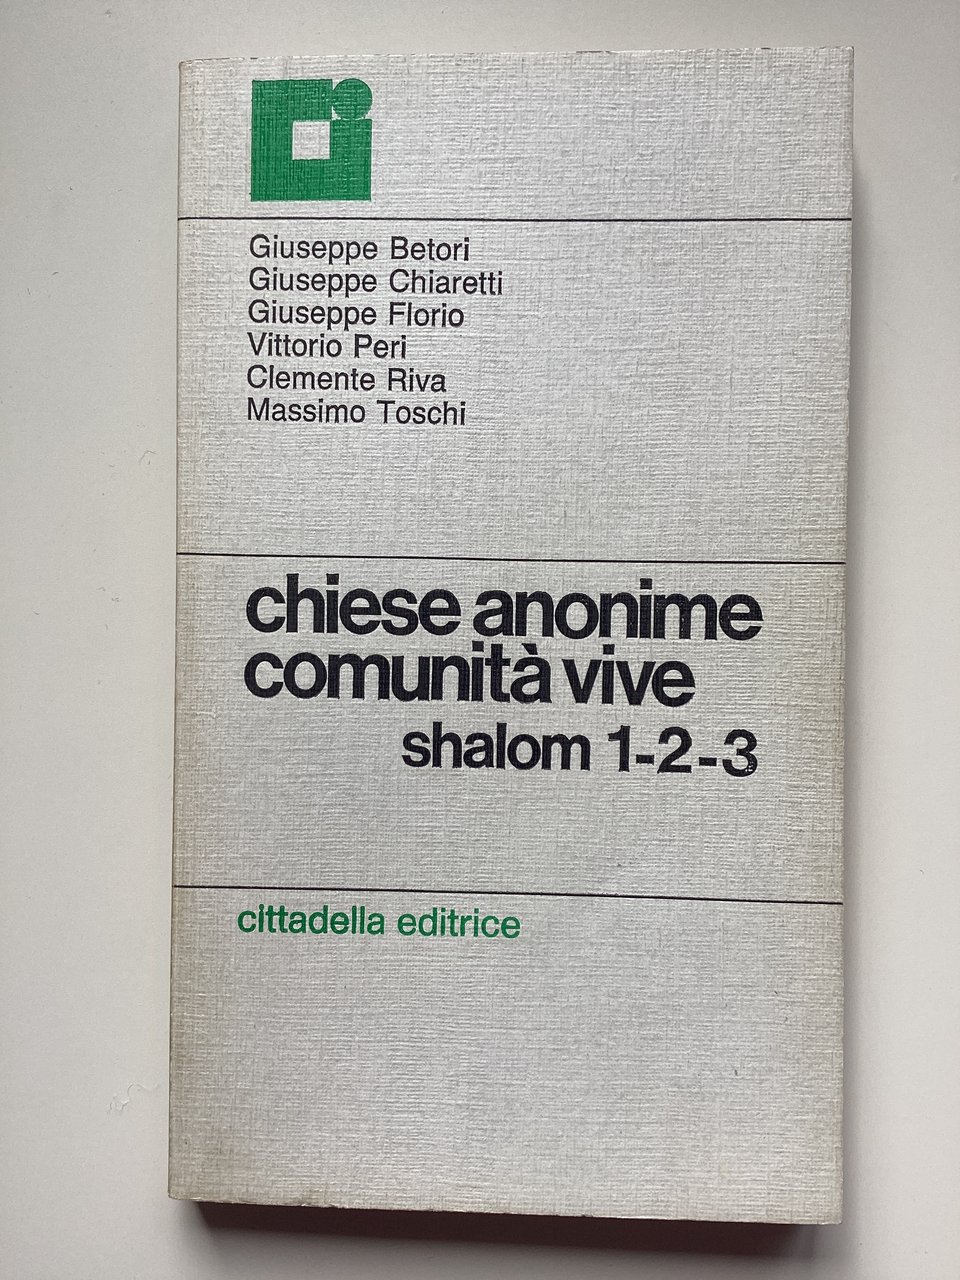 Giuseppe Betori
Giuseppe Chiaretti
Giuseppe Florio
Vittorio Peri
Clemente Riva
Massimo Toschi
chiese anonime
comunità vive
shalom 1-2-3
cittadella editrice